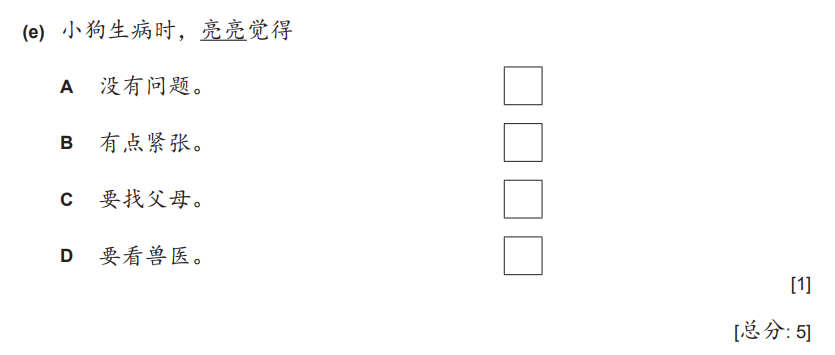 (e) 小狗生病时，亮亮觉得
A 没有问题。
B 有点紧张。
C 要找父母。
D 要看兽医。
[1]
[总分: 5]